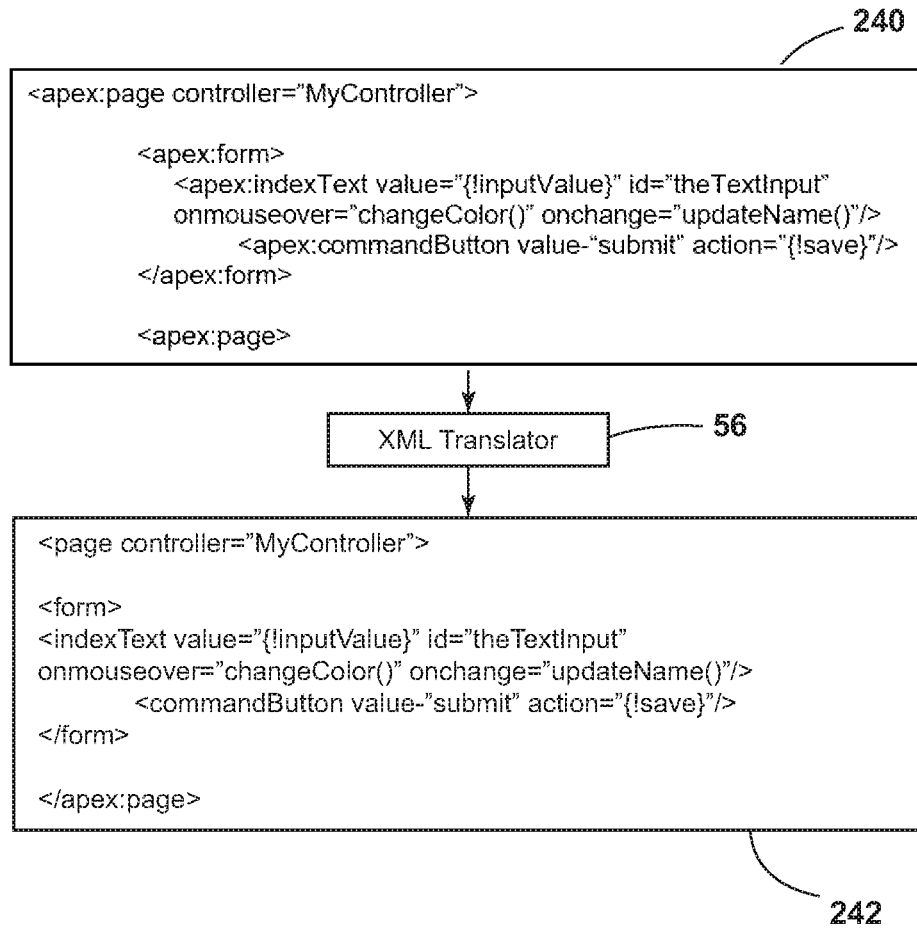 240
<apex:page controller=”MyController”>
<apex:form>
<apex:indexText value=”{!inputValue}” id=”theTextInput”
onmouseover=”changeColor()” onchange=”updateName()”/>
<apex:commandButton value-“submit” action=”{!save}”/>
</apex:form>
<apex:page>
XML Translator
56
<page controller=”MyController”>
<form>
<indexText value=”{!inputValue}” id=”theTextInput”
onmouseover=”changeColor()” onchange=”updateName()”/>
<commandButton value-“submit” action=”{!save}”/>
</form>
</apex:page>
242